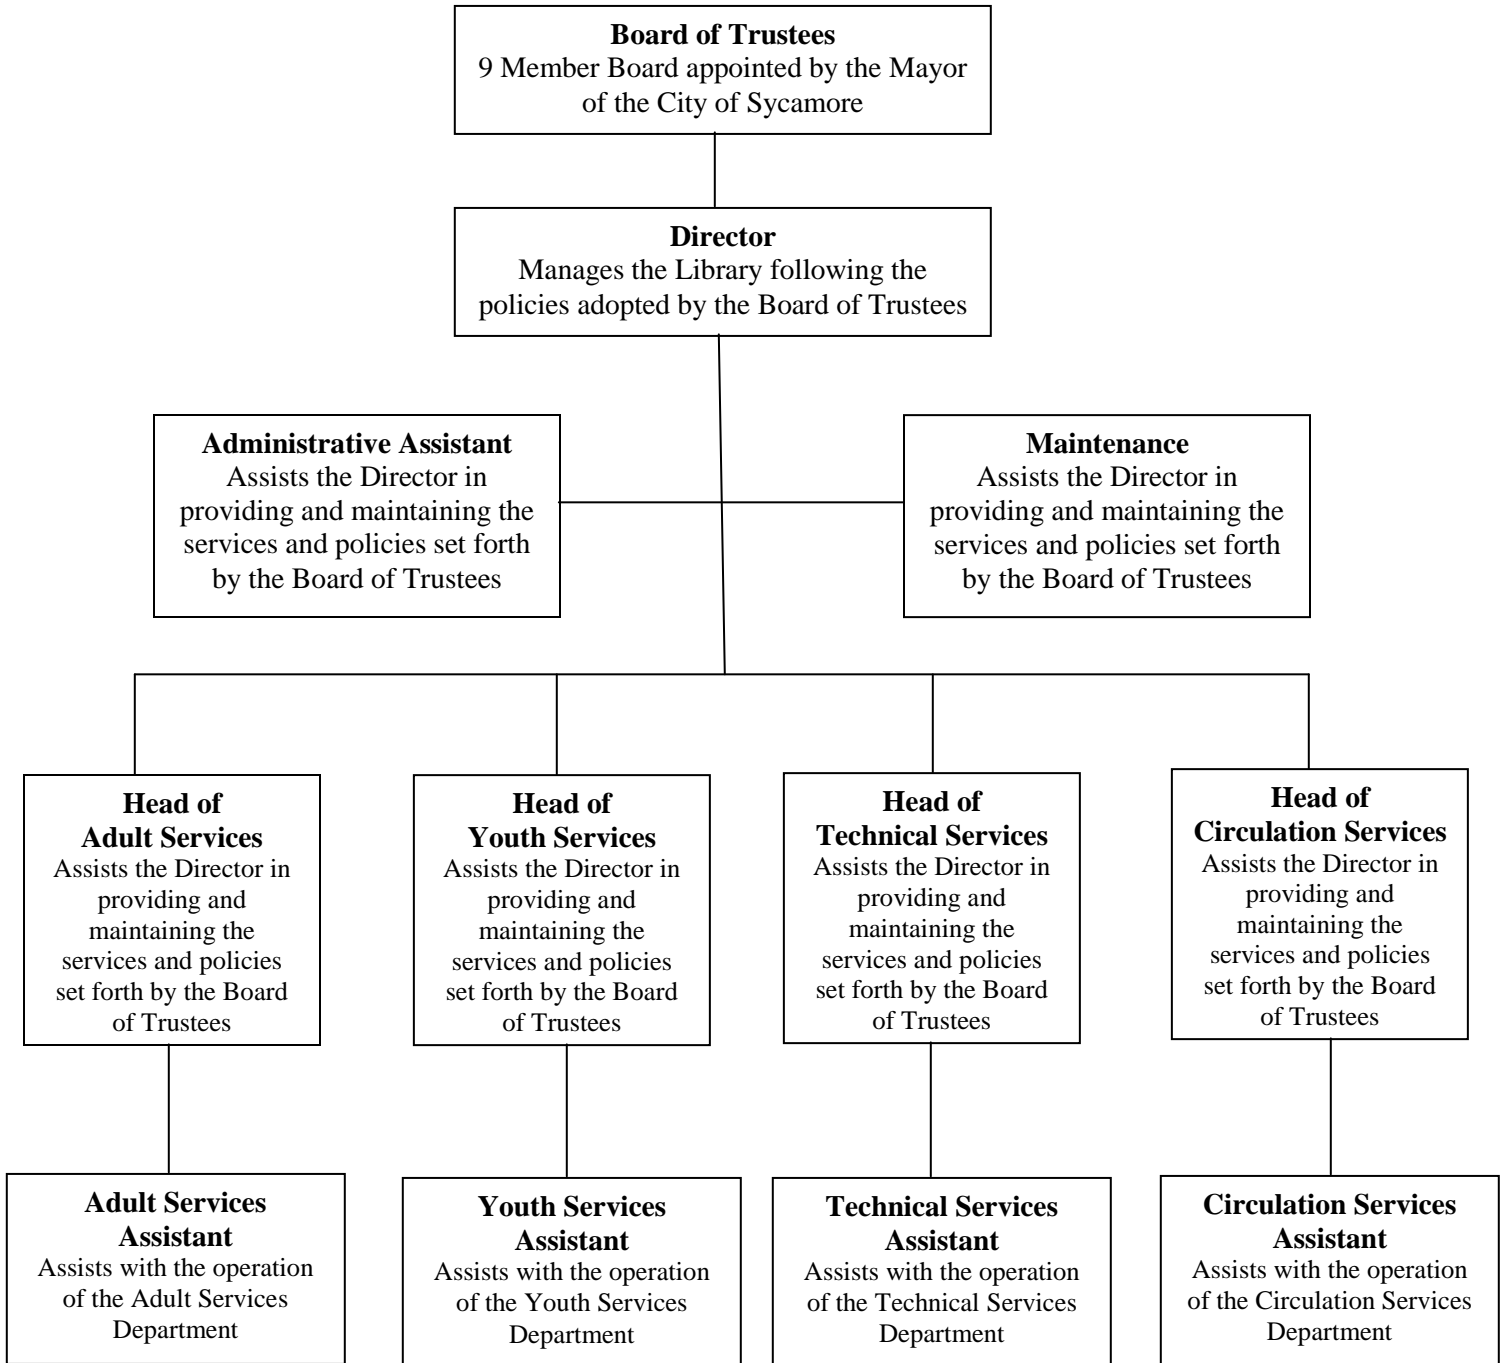 Board of Trustees
9 Member Board appointed by the Mayor
of the City of Sycamore
Director
Manages the Library following the
policies adopted by the Board of Trustees
Administrative Assistant
Assists the Director in
providing and maintaining the
services and policies set forth
by the Board of Trustees
Maintenance
Assists the Director in
providing and maintaining the
services and policies set forth
by the Board of Trustees
Head of
Adult Services
Assists the Director in
providing and
maintaining the
services and policies
set forth by the Board
of Trustees
Head of
Youth Services
Assists the Director in
providing and
maintaining the
services and policies
set forth by the Board
of Trustees
Head of
Technical Services
Assists the Director in
providing and
maintaining the
services and policies
set forth by the Board
of Trustees
Head of
Circulation Services
Assists the Director in
providing and
maintaining the
services and policies
set forth by the Board
of Trustees
Adult Services
Assistant
Assists with the operation
of the Adult Services
Department
Youth Services
Assistant
Assists with the operation
of the Youth Services
Department
Technical Services
Assistant
Assists with the operation
of the Technical Services
Department
Circulation Services
Assistant
Assists with the operation
of the Circulation Services
Department